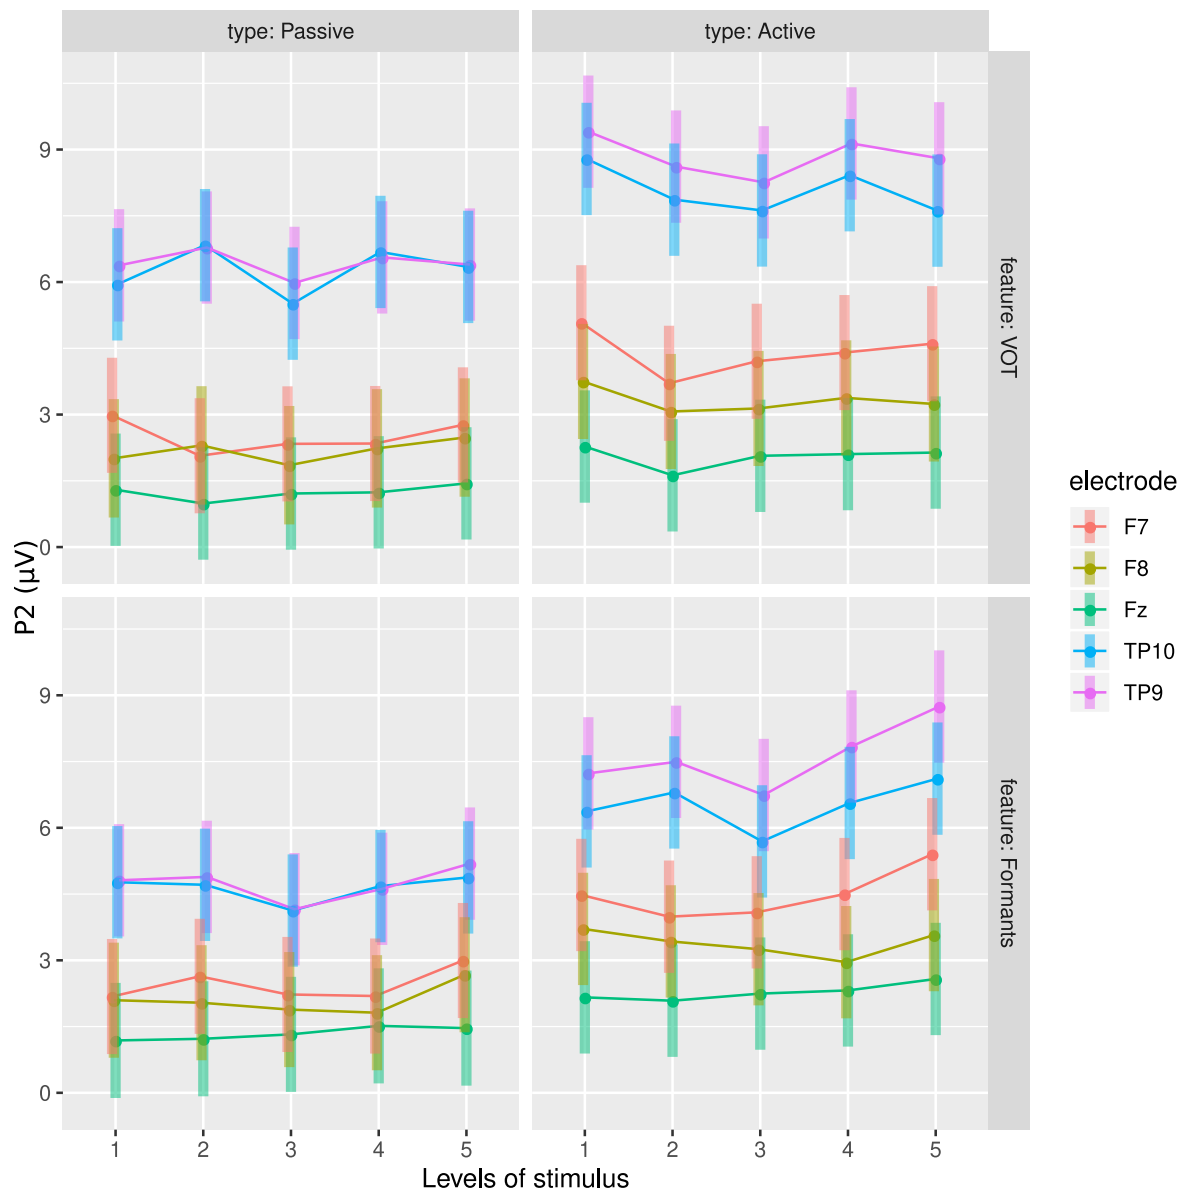 type: Passive
type: Active
9
6
3
0
feature: VOT
P2 (µV)
9
6
3
0
feature: Formants
1 2 3 4 5
1 2 3 4 5
Levels of stimulus
electrode
F7
F8
Fz
TP10
TP9